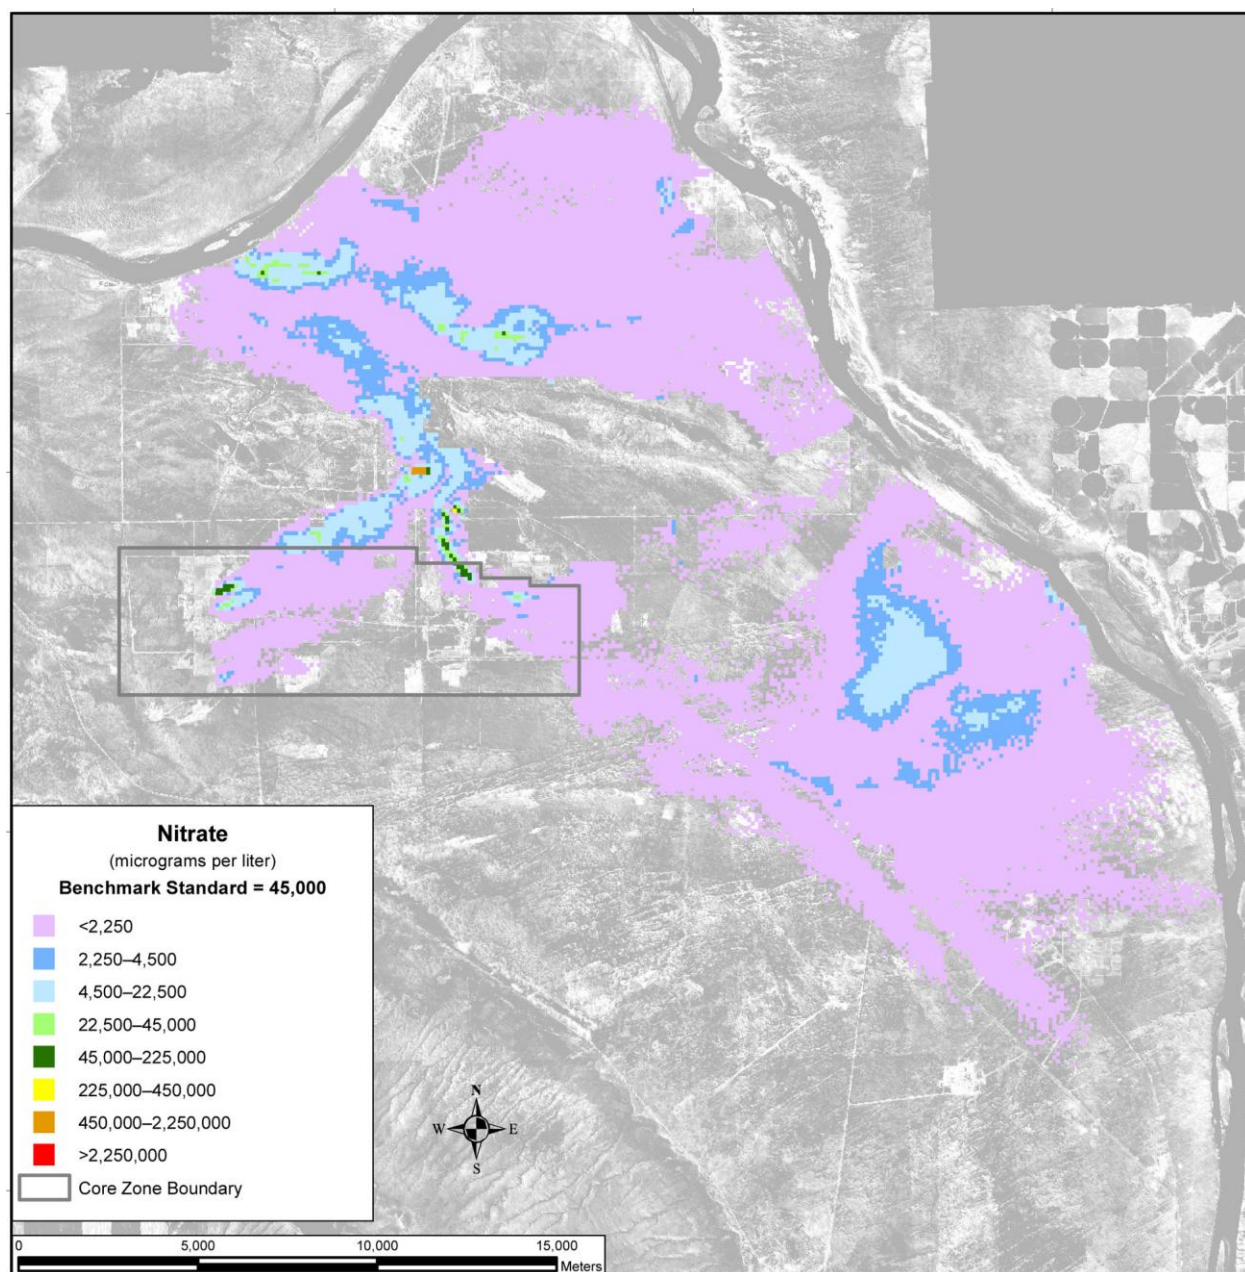 Nitrate
(micrograms per liter)
Benchmark Standard = 45,000
<2,250
2,250–4,500
4,500–22,500
22,500–45,000
45,000–225,000
225,000–450,000
450,000–2,250,000
>2,250,000
Core Zone Boundary
N
W E
S
0 5,000 10,000 15,000
Meters